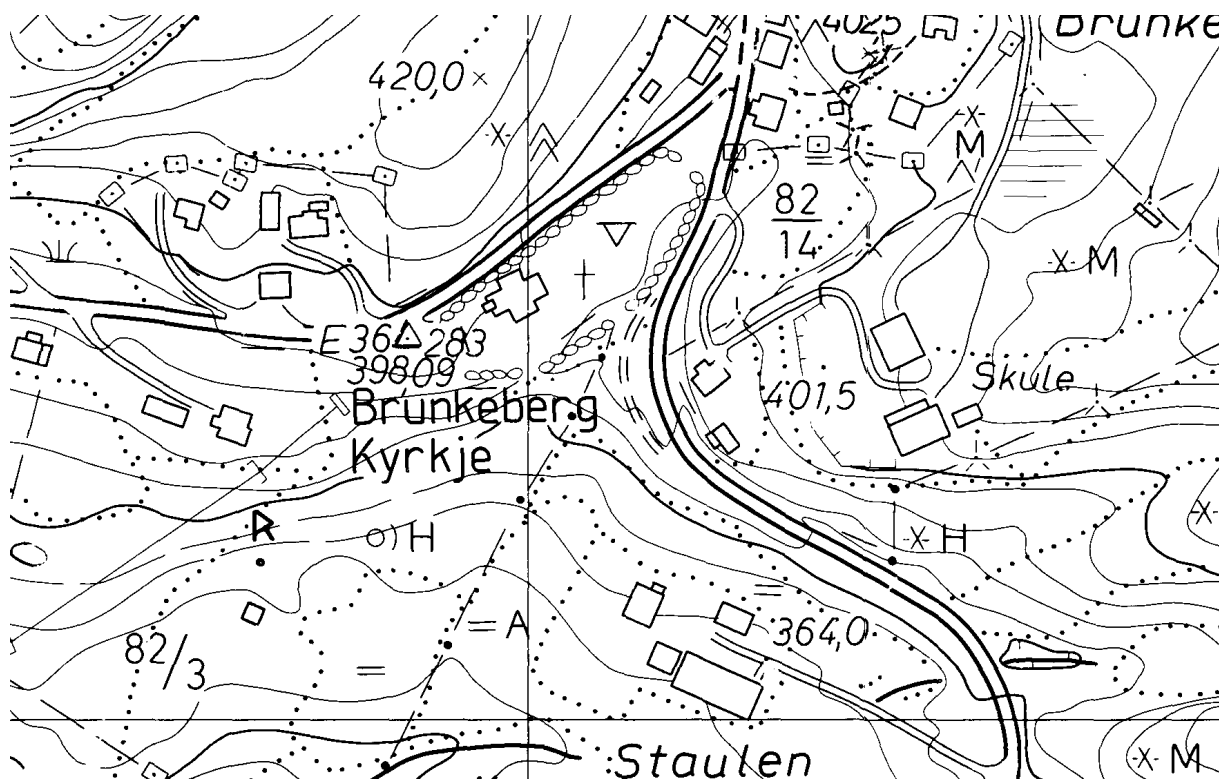 Brunke
4025
420,0
M
82
14
M
E36 283
39809
Brunkeberg
Kyrkje
401,5
Skule
R
H
H
A
364,0
82/3
Staulen
M